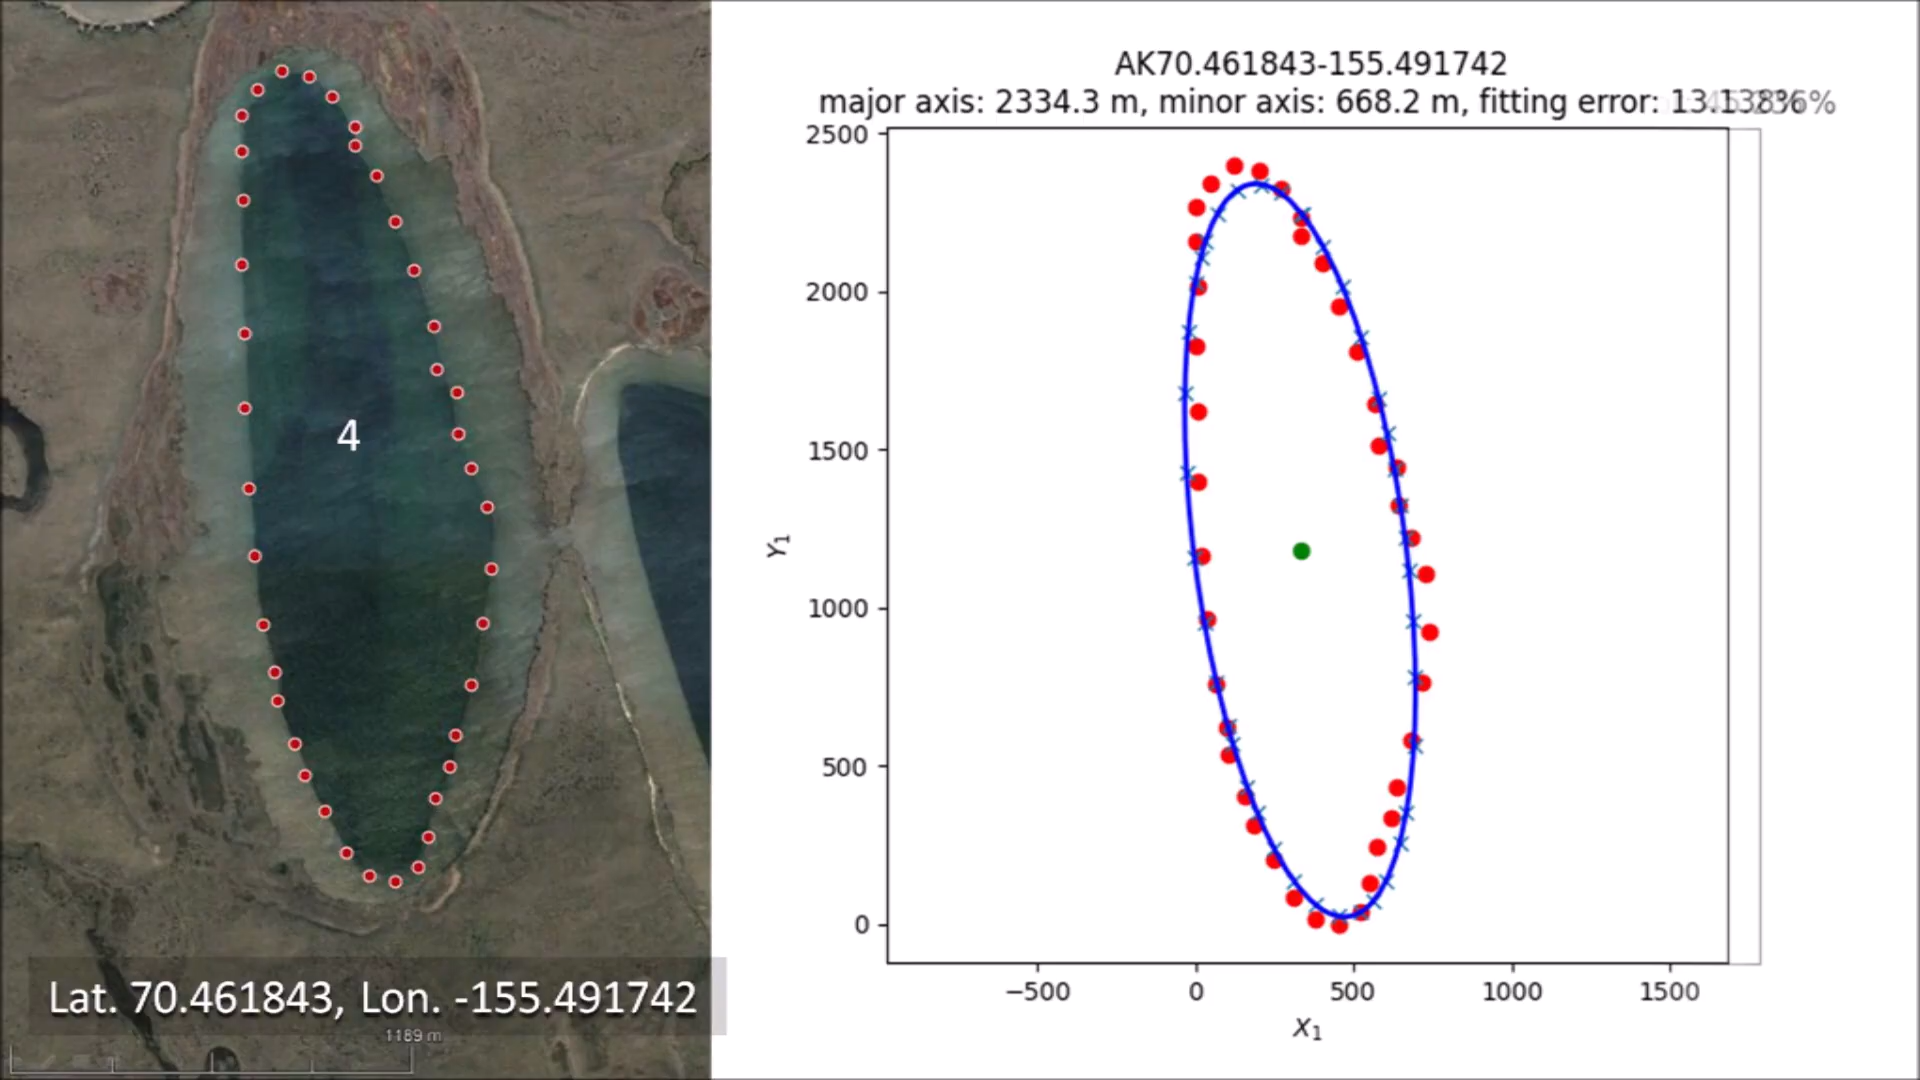 4
Lat. 70.461843, Lon. -155.491742
1189 m
AK70.461843-155.491742
major axis: 2334.3 m, minor axis: 668.2 m, fitting error:
2500
2000
1500
1000
500
0
Y₁
−500 0 500 1000 1500
X₁